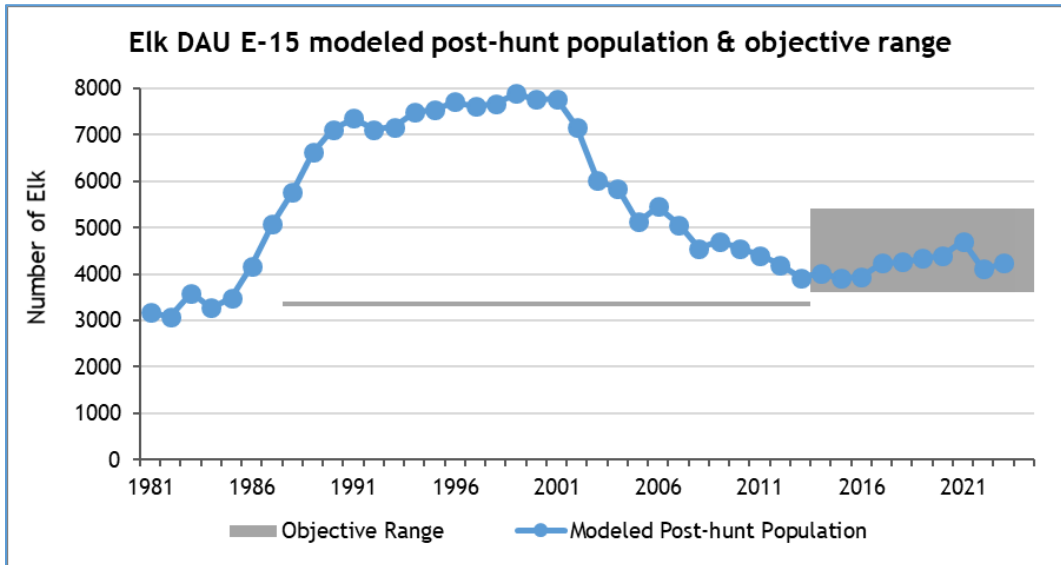 Elk DAU E-15 modeled post-hunt population & objective range
Number of Elk
8000
7000
6000
5000
4000
3000
2000
1000
0
1981 1986 1991 1996 2001 2006 2011 2016 2021
Objective Range Modeled Post-hunt Population